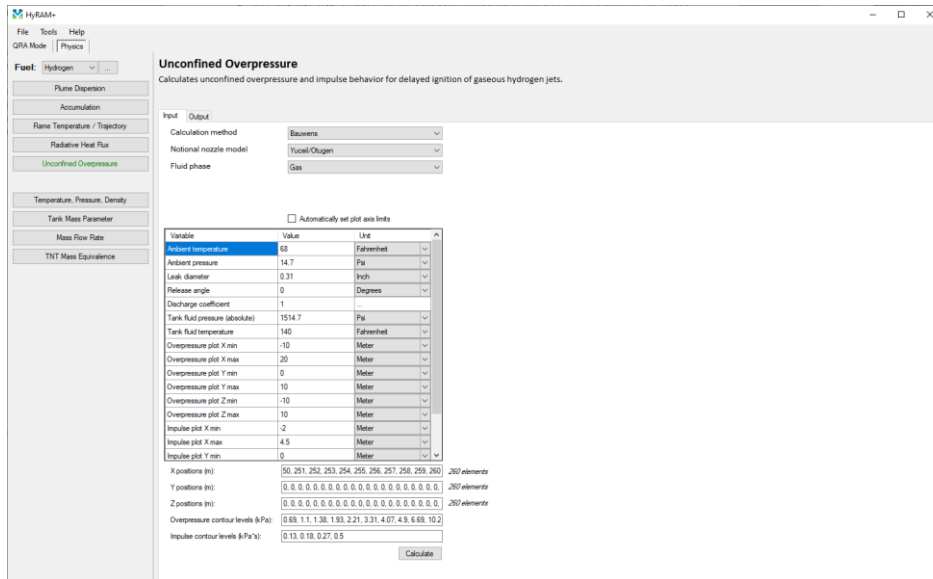 HyRAM+
File Tools Help
QRA Mode Physics
Fuel: Hydrogen ...
Plume Dispersion
Accumulation
Flame Temperature / Trajectory
Radiative Heat Flux
Unconfined Overpressure
Temperature, Pressure, Density
Tank Mass Parameter
Mass Flow Rate
TNT Mass Equivalence
Unconfined Overpressure
Calculates unconfined overpressure and impulse behavior for delayed ignition of gaseous hydrogen jets.
Input Output
Calculation method Bauwens
Notional nozzle model Yuceil/Otugen
Fluid phase Gas
Automatically set plot axis limits
Variable Value Unit
Ambient temperature 68 Fahrenheit
Ambient pressure 14.7 Psi
Leak diameter 0.31 Inch
Release angle 0 Degrees
Discharge coefficient 1 ...
Tank fluid pressure (absolute) 1514.7 Psi
Tank fluid temperature 140 Fahrenheit
Overpressure plot X min -10 Meter
Overpressure plot X max 20 Meter
Overpressure plot Y min 0 Meter
Overpressure plot Y max 10 Meter
Overpressure plot Z min -10 Meter
Overpressure plot Z max 10 Meter
Impulse plot X min -2 Meter
Impulse plot X max 4.5 Meter
Impulse plot Y min 0 Meter
X positions (m): 50, 251, 252, 253, 254, 255, 256, 257, 258, 259, 260 260 elements
Y positions (m): 0, 0, 0, 0, 0, 0, 0, 0, 0, 0, 0, 0, 0, 0, 0, 0, 0, 0, 0, 0, 0, 260 elements
Z positions (m): 0, 0, 0, 0, 0, 0, 0, 0, 0, 0, 0, 0, 0, 0, 0, 0, 0, 0, 0, 0, 0, 260 elements
Overpressure contour levels (kPa): 0.69, 1.1, 1.38, 1.93, 2.21, 3.31, 4.07, 4.9, 6.69, 10.2
Impulse contour levels (kPa*s): 0.13, 0.18, 0.27, 0.5
Calculate